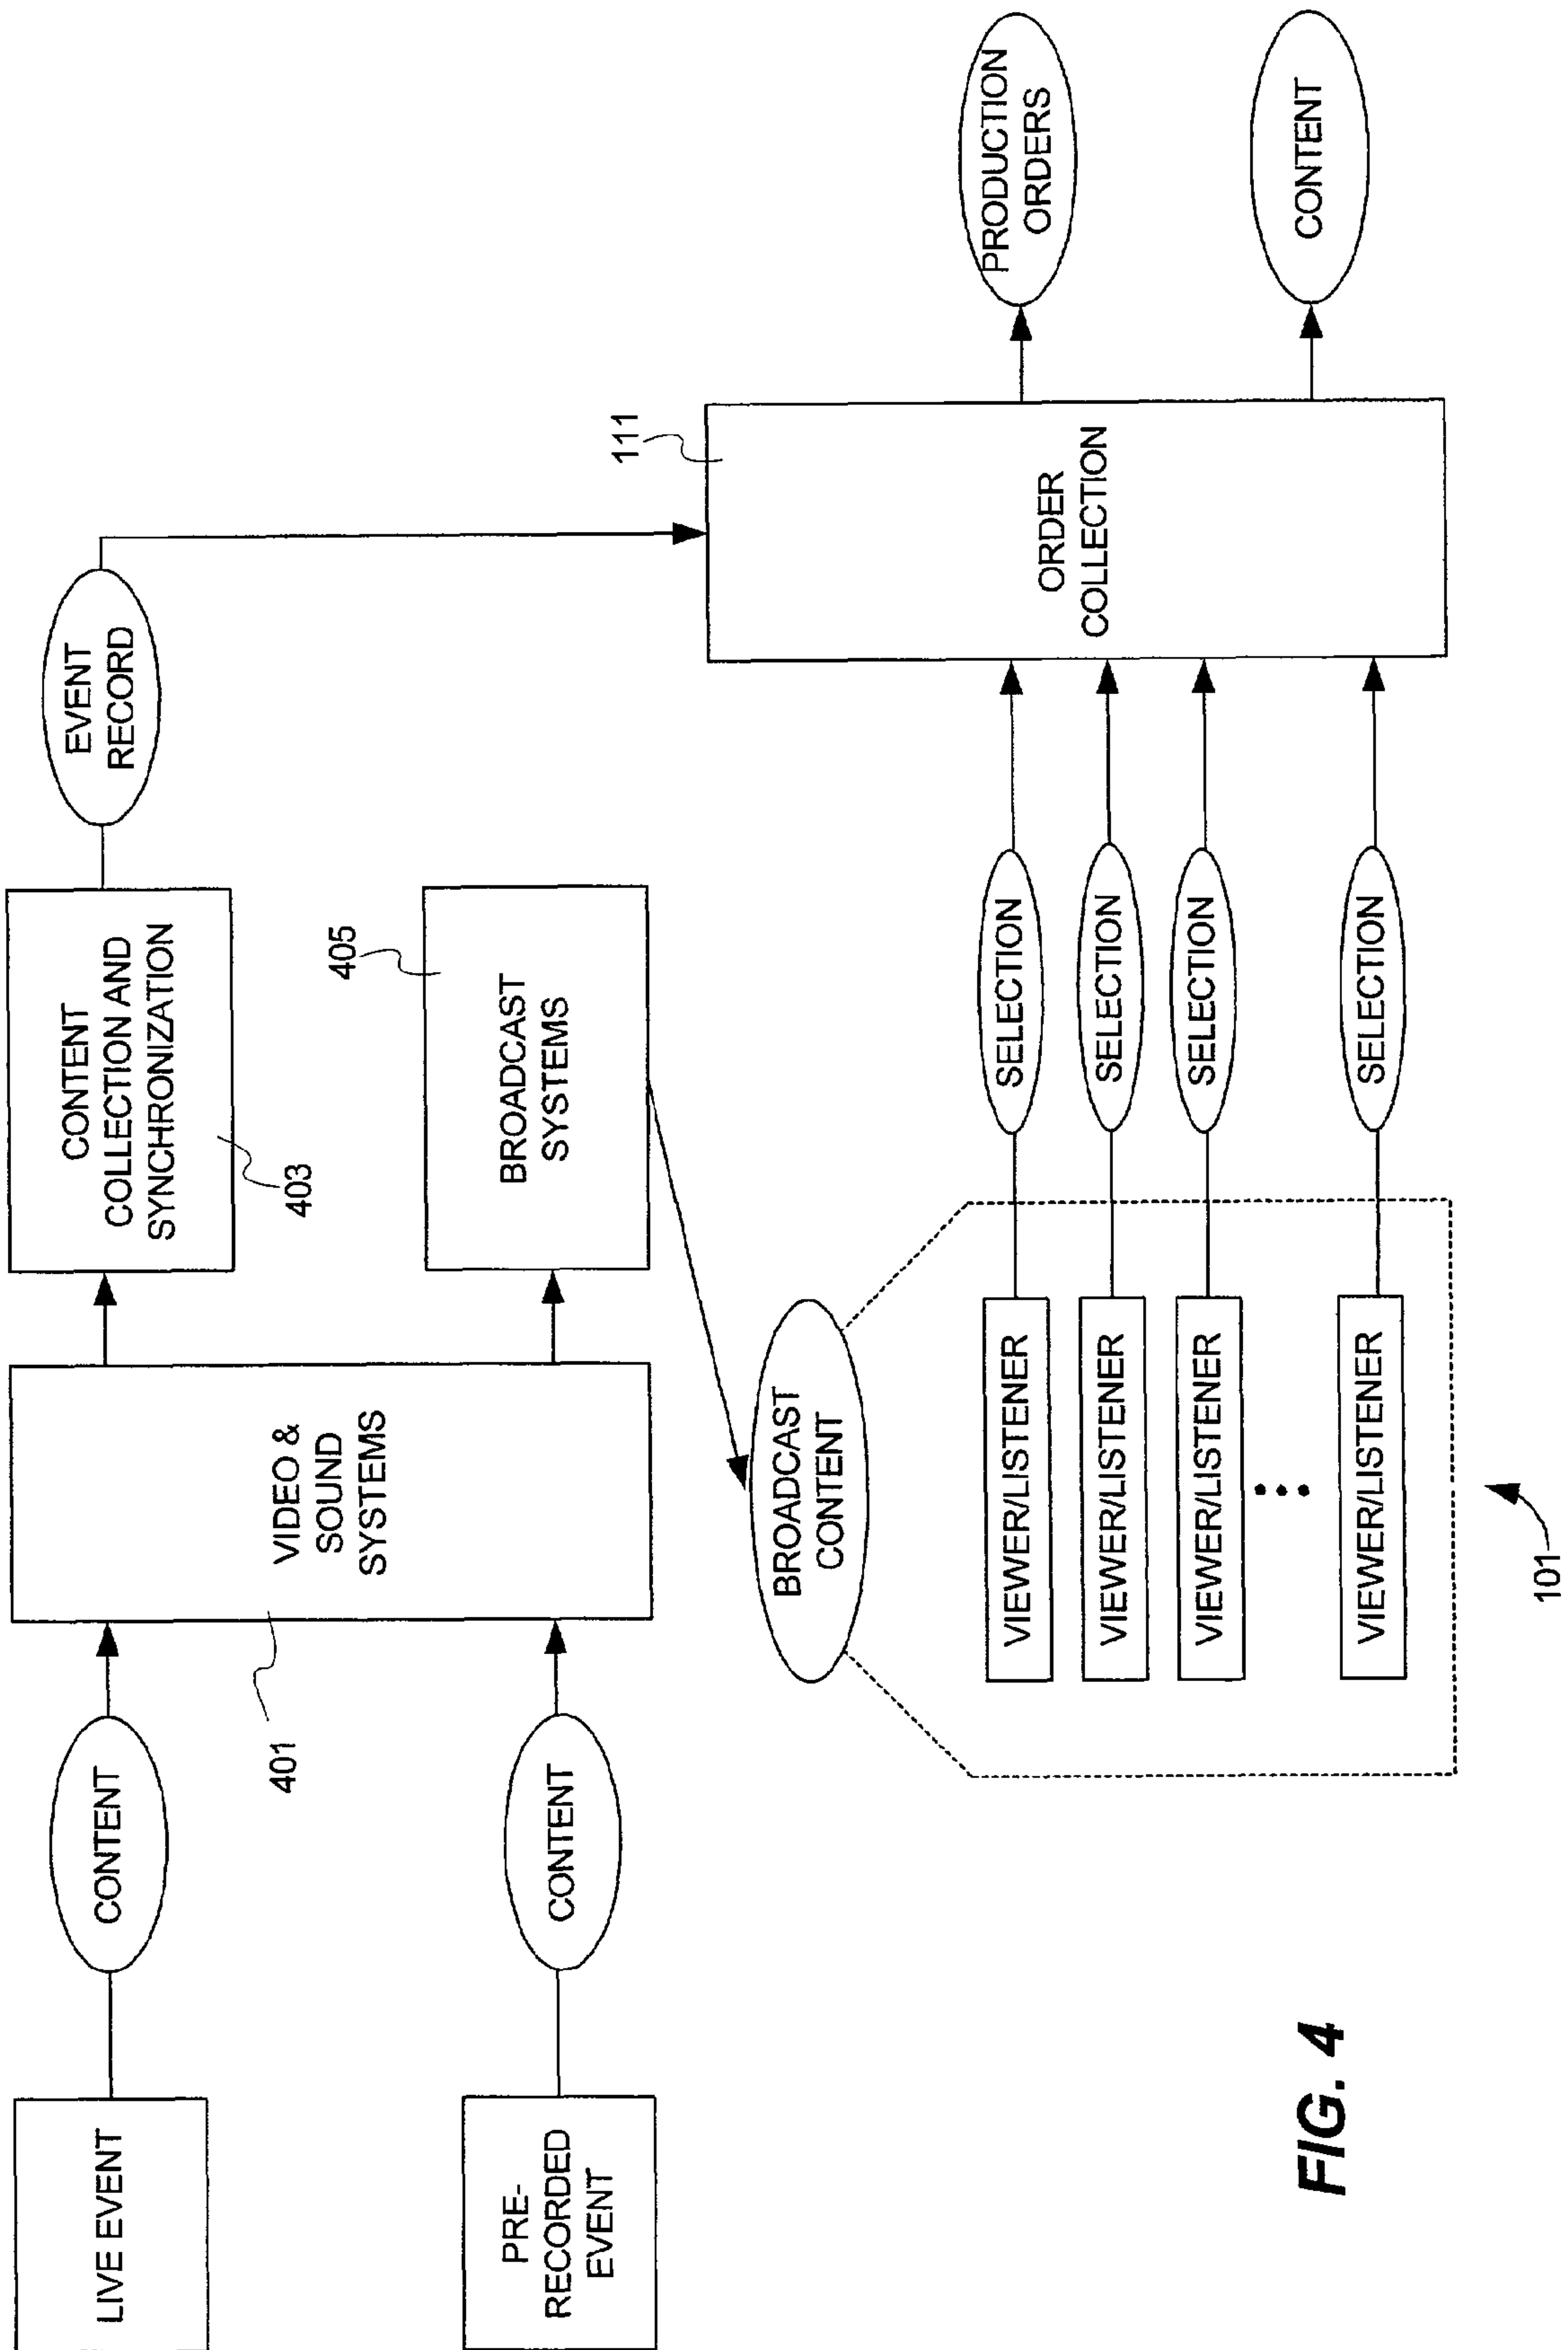 LIVE EVENT
CONTENT
401
VIDEO &
SOUND
SYSTEMS
CONTENT
COLLECTION AND
SYNCHRONIZATION
403
EVENT
RECORD
PRE-
RECORDED
EVENT
CONTENT
BROADCAST
SYSTEMS
405
BROADCAST
CONTENT
VIEWER/LISTENER
SELECTION
VIEWER/LISTENER
SELECTION
VIEWER/LISTENER
SELECTION
VIEWER/LISTENER
SELECTION
101
111
ORDER
COLLECTION
PRODUCTION
ORDERS
CONTENT
FIG. 4